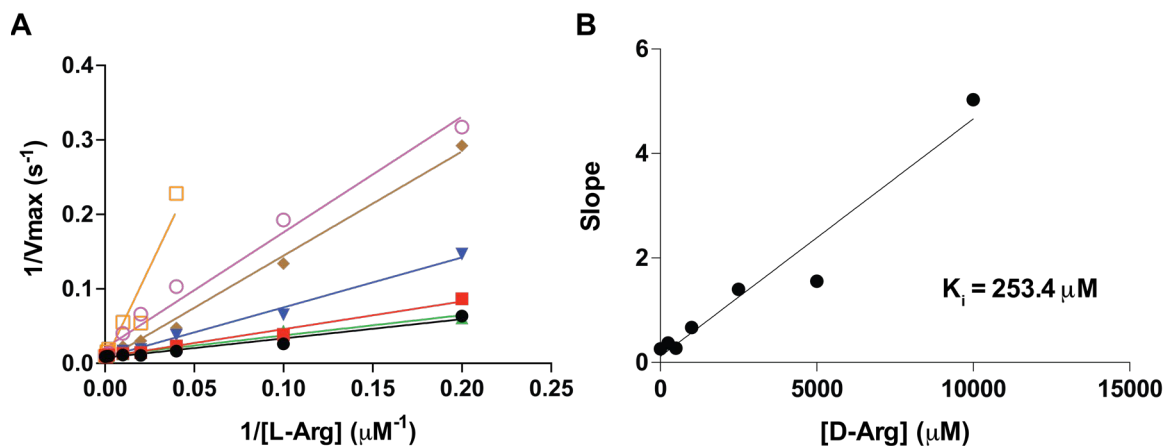 A
0.4
0.3
0.2
0.1
0.0
0.00
0.05
0.10
0.15
0.20
0.25
1/Vmax (s-1)
1/[L-Arg] (μM-1)
B
6
4
2
0
0
5000
10000
15000
Slope
[D-Arg] (μM)
Ki = 253.4 μM